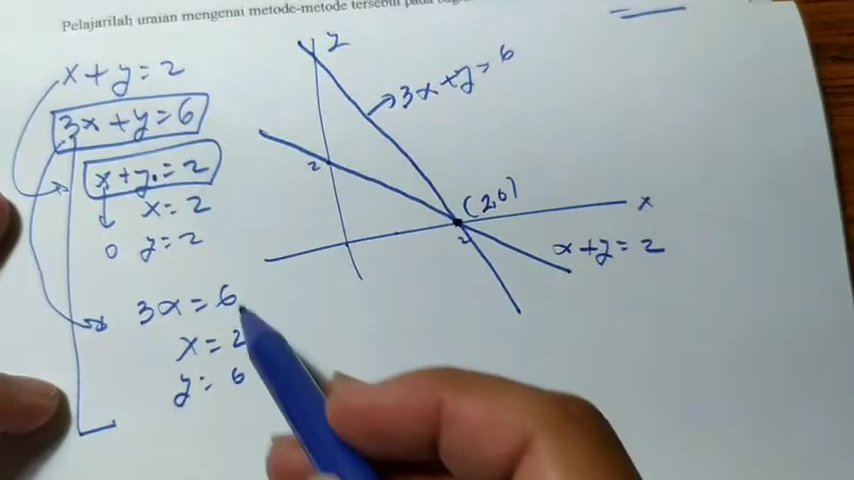 Pelajarilah uraian mengenai metode-metode tersebut pada
x + y = 2
3x + y = 6
x + y = 2
x = 2
0 y = 2
3x = 6
x = 2
y = 6
y
3x + y = 6
2
(2,0)
x
2
x + y = 2